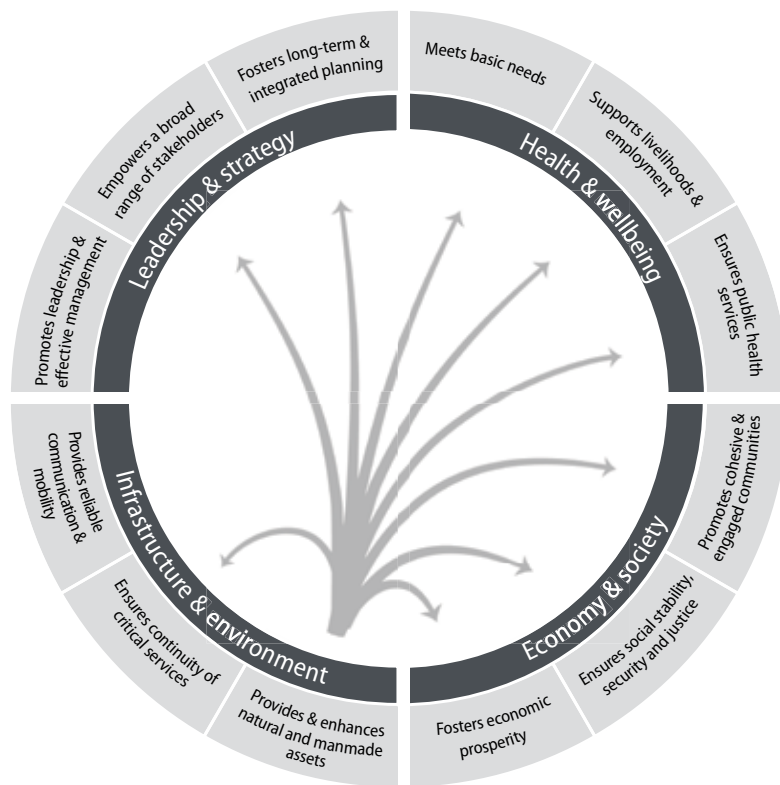 Fosters long-term &
integrated planning
Meets basic needs
Empowers a broad
range of stakeholders
Supports livelihoods &
employment
Promotes leadership &
effective management
Ensures public health
services
Leadership & strategy
Health & wellbeing
Infrastructure & environment
Economy & society
Provides reliable
communication &
mobility
Promotes cohesive &
engaged communities
Ensures continuity of
critical services
Ensures social stability,
security and justice
Provides & enhances
natural and manmade
assets
Fosters economic
prosperity